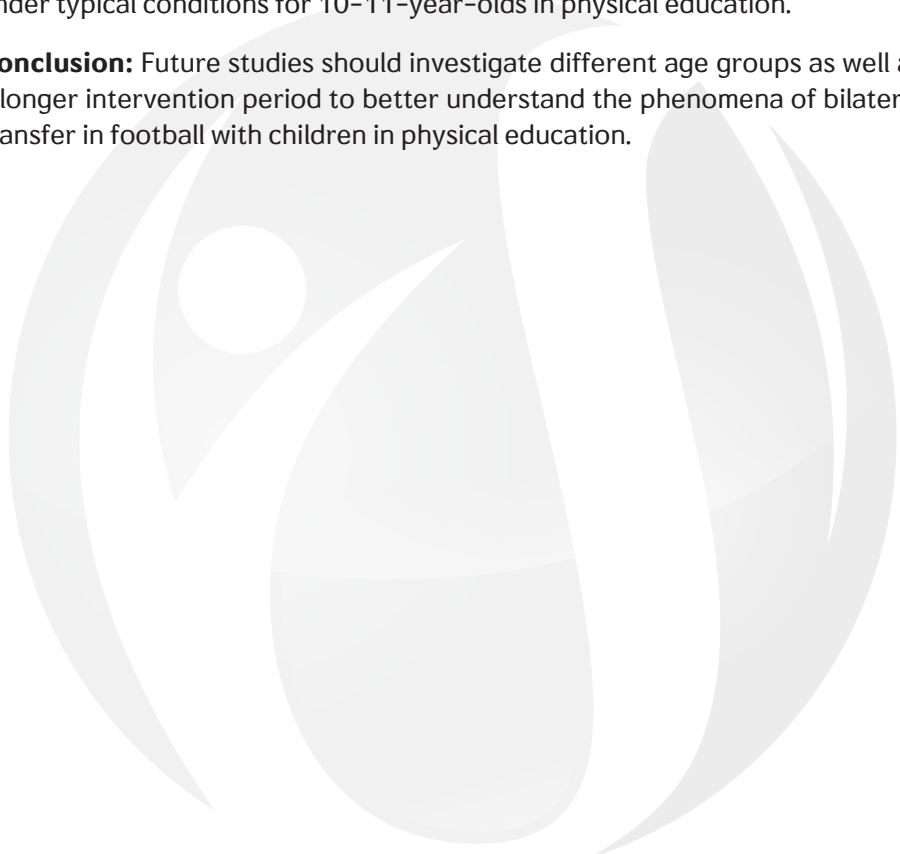 nder typical conditions for 10-11-year-olds in physical education.
onclusion: Future studies should investigate different age groups as well a
longer intervention period to better understand the phenomena of bilater
ansfer in football with children in physical education.